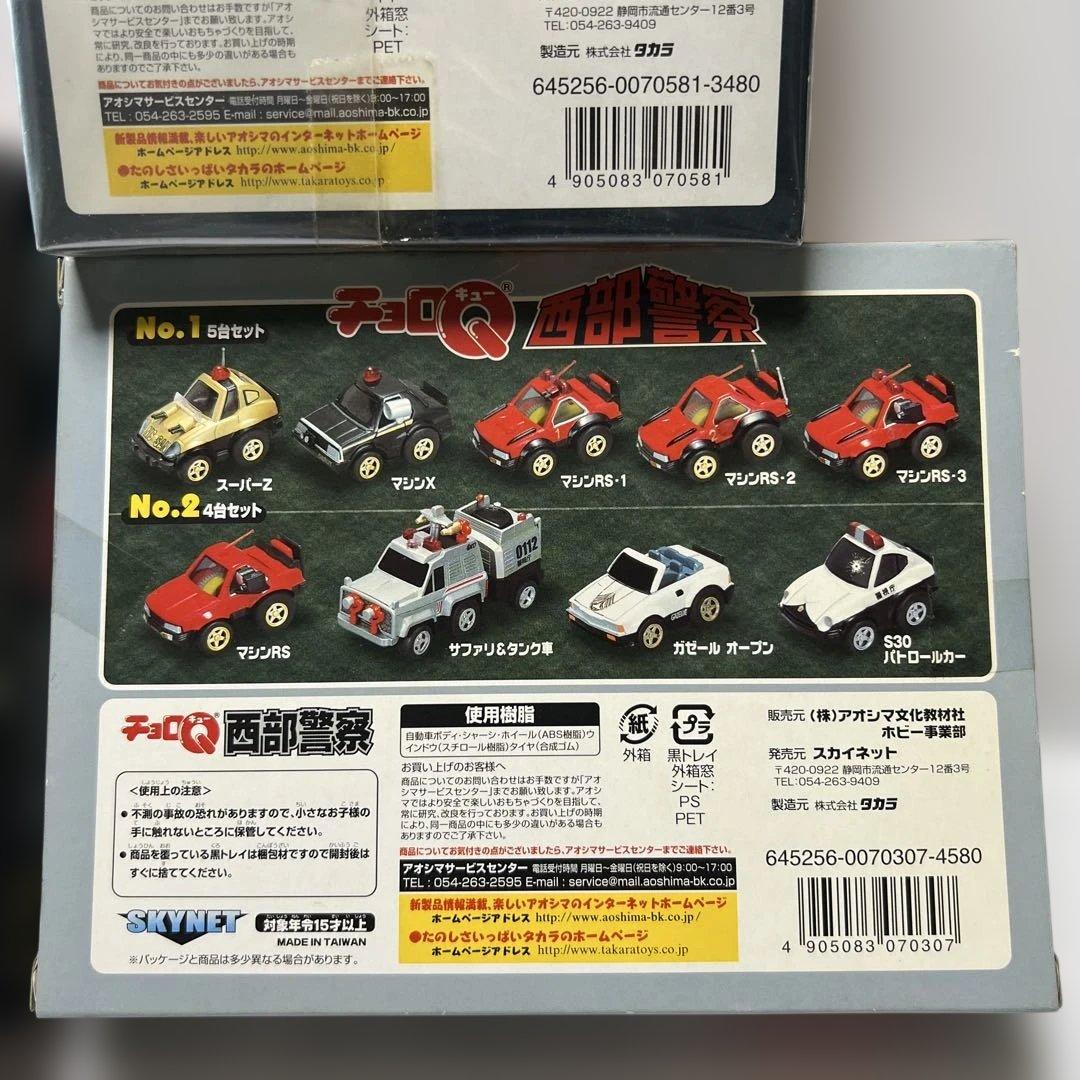 商品についてのお問い合わせはお手数ですが「アオ
シマサービスセンター」までお願い致します。アオシ
マではより安全で楽しいおもちゃづくりを目指して、
常に研究、改良を行っております。お買い上げの時期
により、同一商品の中にも多少の違いがある場合も
ありますのでご了承下さい。
商品についてお気付きの点がございましたら、アオシマサービスセンターまでご連絡下さい。
アオシマサービスセンター 電話受付時間 月曜日~金曜日(祝日を除く)9:00~17:00
TEL:054-263-2595 E-mail:service@mail.aoshima-bk.co.jp
新製品情報満載、楽しいアオシマのインターネットホームページ
ホームページアドレス http://www.aoshima-bk.co.jp/
●たのしさいっぱいタカラのホームページ
ホームページアドレス http://www.takaratoys.co.jp
外箱窓
シート:
PET
〒420-0922 静岡市流通センター12番3号
TEL:054-263-9409
製造元 株式会社 タカラ
645256-0070581-3480
4 905083 070581
チョロQ キュー ® 西部警察
No.1 5台セット
スーパーZ
マシンX
マシンRS・1
マシンRS・2
マシンRS・3
No.2 4台セット
0112
警視庁
GAZELLE
警視庁
マシンRS
サファリ&タンク車
ガゼール オープン
S30
パトロールカー
チョロQ キュー ® 西部警察
<使用上の注意>
●不測の事故の恐れがありますので、小さなお子様の
手に触れないところに保管してください。
●商品を覆っている黒トレイは梱包材ですので開封後は
すぐに捨ててください。
SKYNET
対象年令15才以上
MADE IN TAIWAN
※パッケージと商品は多少異なる場合があります。
使用樹脂
自動車ボディ・シャーシ・ホイール(ABS樹脂)ウ
インドウ(スチロール樹脂)タイヤ(合成ゴム)
お買い上げのお客様へ
商品についてのお問い合わせはお手数ですが「アオ
シマサービスセンター」までお願い致します。アオシ
マではより安全で楽しいおもちゃづくりを目指して、
常に研究、改良を行っております。お買い上げの時期
により、同一商品の中にも多少の違いがある場合も
ありますのでご了承下さい。
商品についてお気付きの点がございましたら、アオシマサービスセンターまでご連絡下さい。
アオシマサービスセンター 電話受付時間 月曜日~金曜日(祝日を除く)9:00~17:00
TEL:054-263-2595 E-mail:service@mail.aoshima-bk.co.jp
新製品情報満載、楽しいアオシマのインターネットホームページ
ホームページアドレス http://www.aoshima-bk.co.jp/
●たのしさいっぱいタカラのホームページ
ホームページアドレス http://www.takaratoys.co.jp
紙
外箱
プラ
黒トレイ
外箱窓
シート:
PS
PET
販売元 (株)アオシマ文化教材社
ホビー事業部
発売元 スカイネット
〒420-0922 静岡市流通センター12番3号
TEL:054-263-9409
製造元 株式会社 タカラ
645256-0070307-4580
4 905083 070307